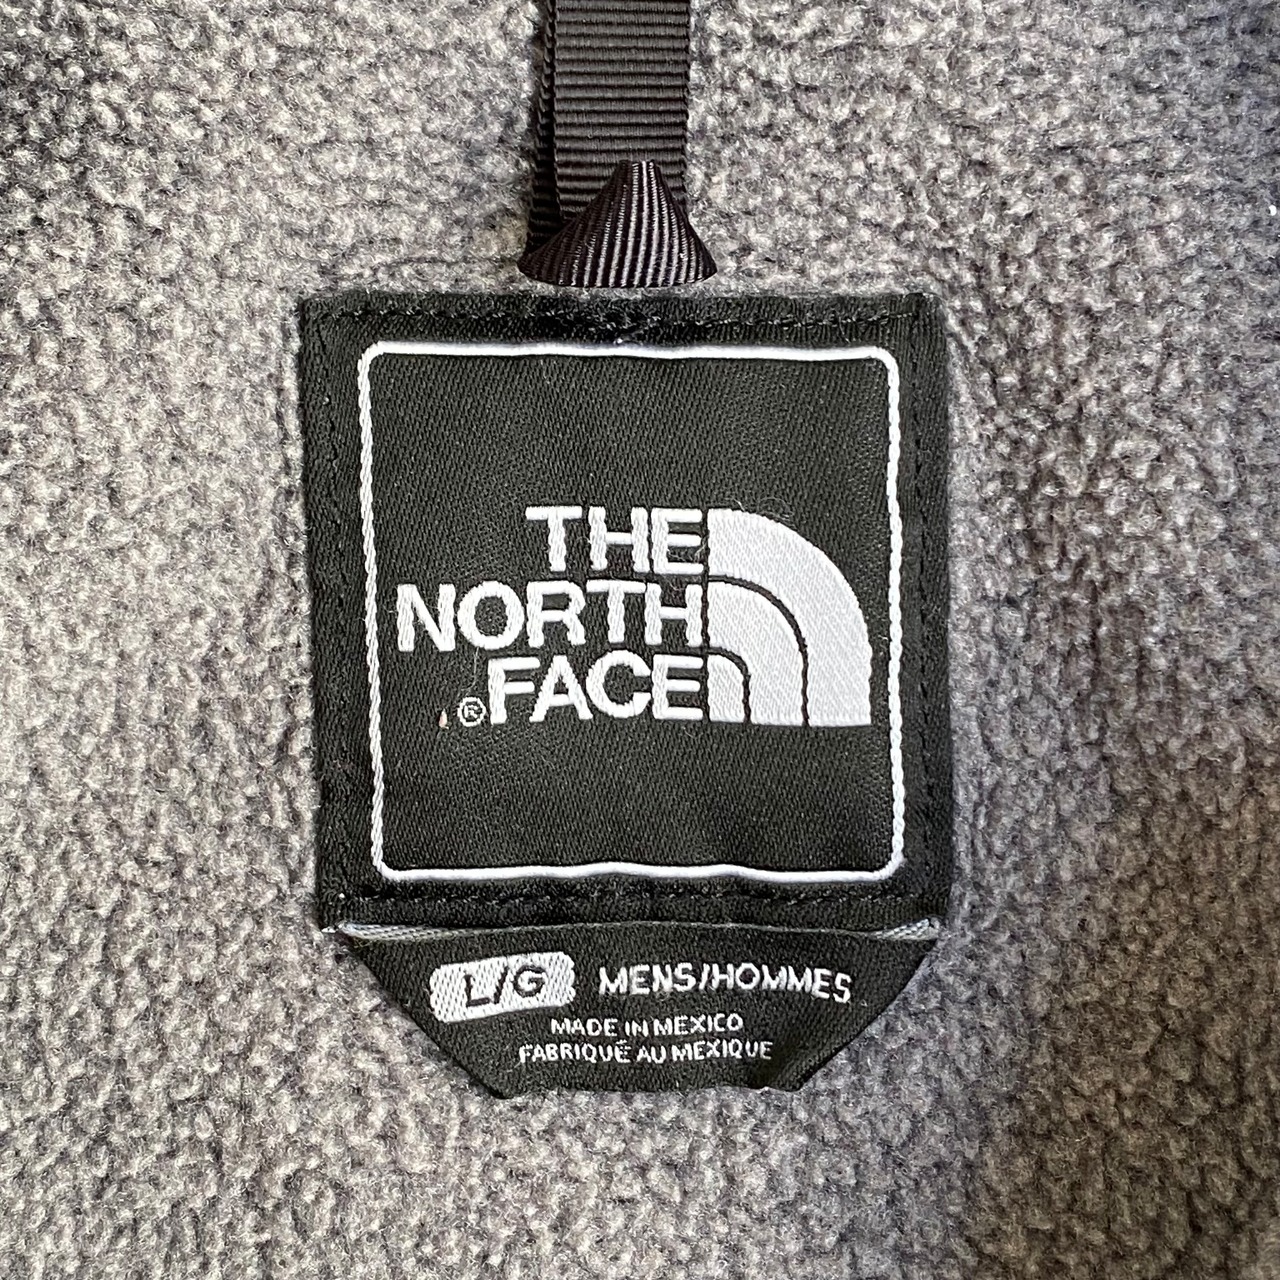 THE
NORTH
®FACE
L/G MENS/HOMMES
MADE IN MEXICO
FABRIQUÉ AU MEXIQUE